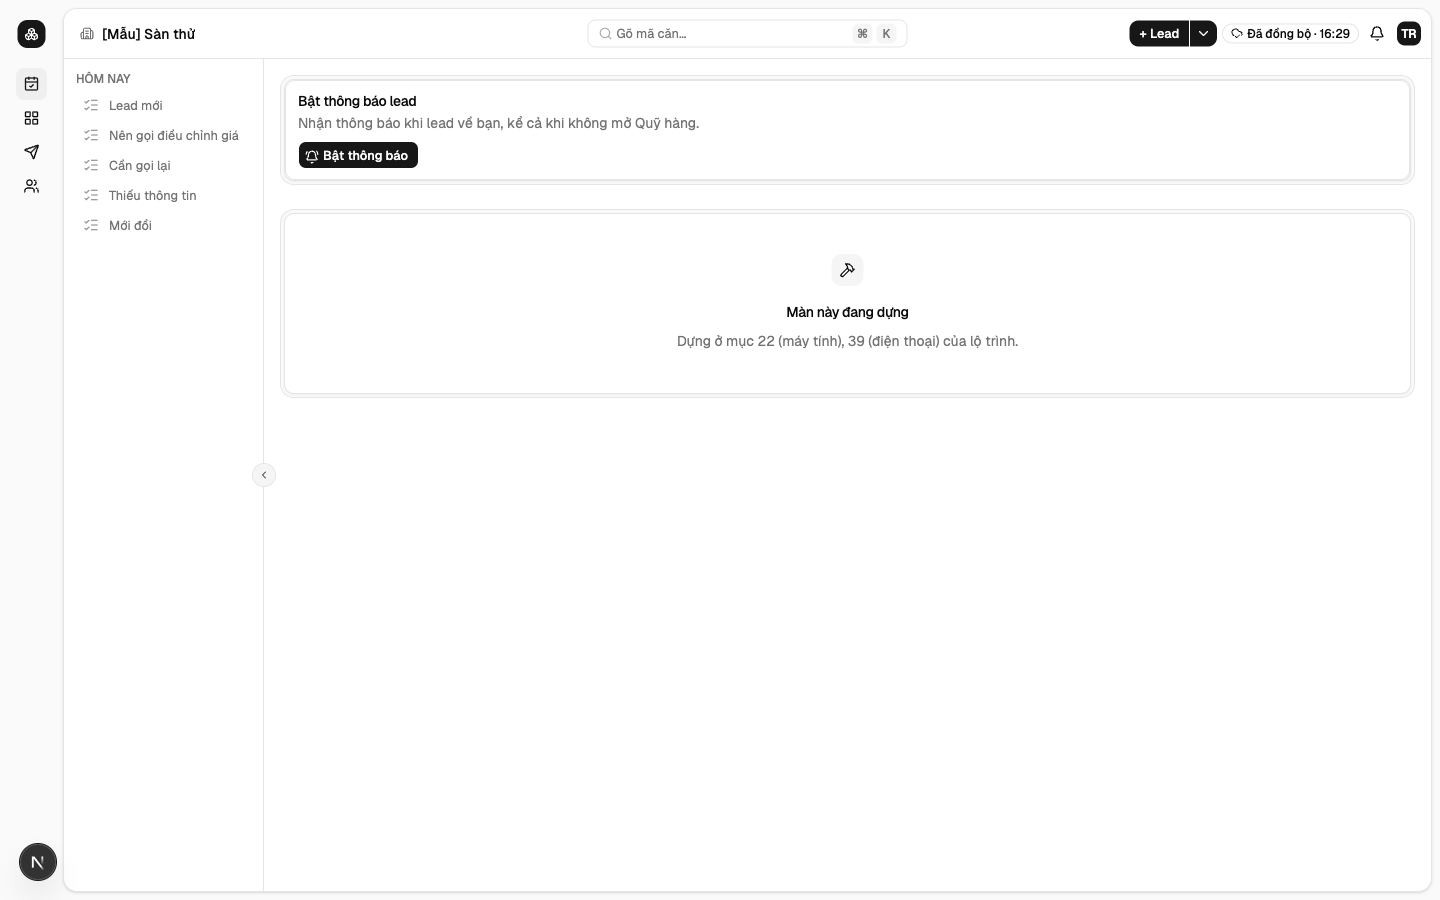 [Mẫu] Sàn thử
Gõ mã căn...
⌘ K
+ Lead
Đã đồng bộ · 16:29
TR
HÔM NAY
Lead mới
Nên gọi điều chỉnh giá
Cần gọi lại
Thiếu thông tin
Mới đổi
Bật thông báo lead
Nhận thông báo khi lead về bạn, kể cả khi không mở Quỹ hàng.
Bật thông báo
Màn này đang dựng
Dựng ở mục 22 (máy tính), 39 (điện thoại) của lộ trình.
N